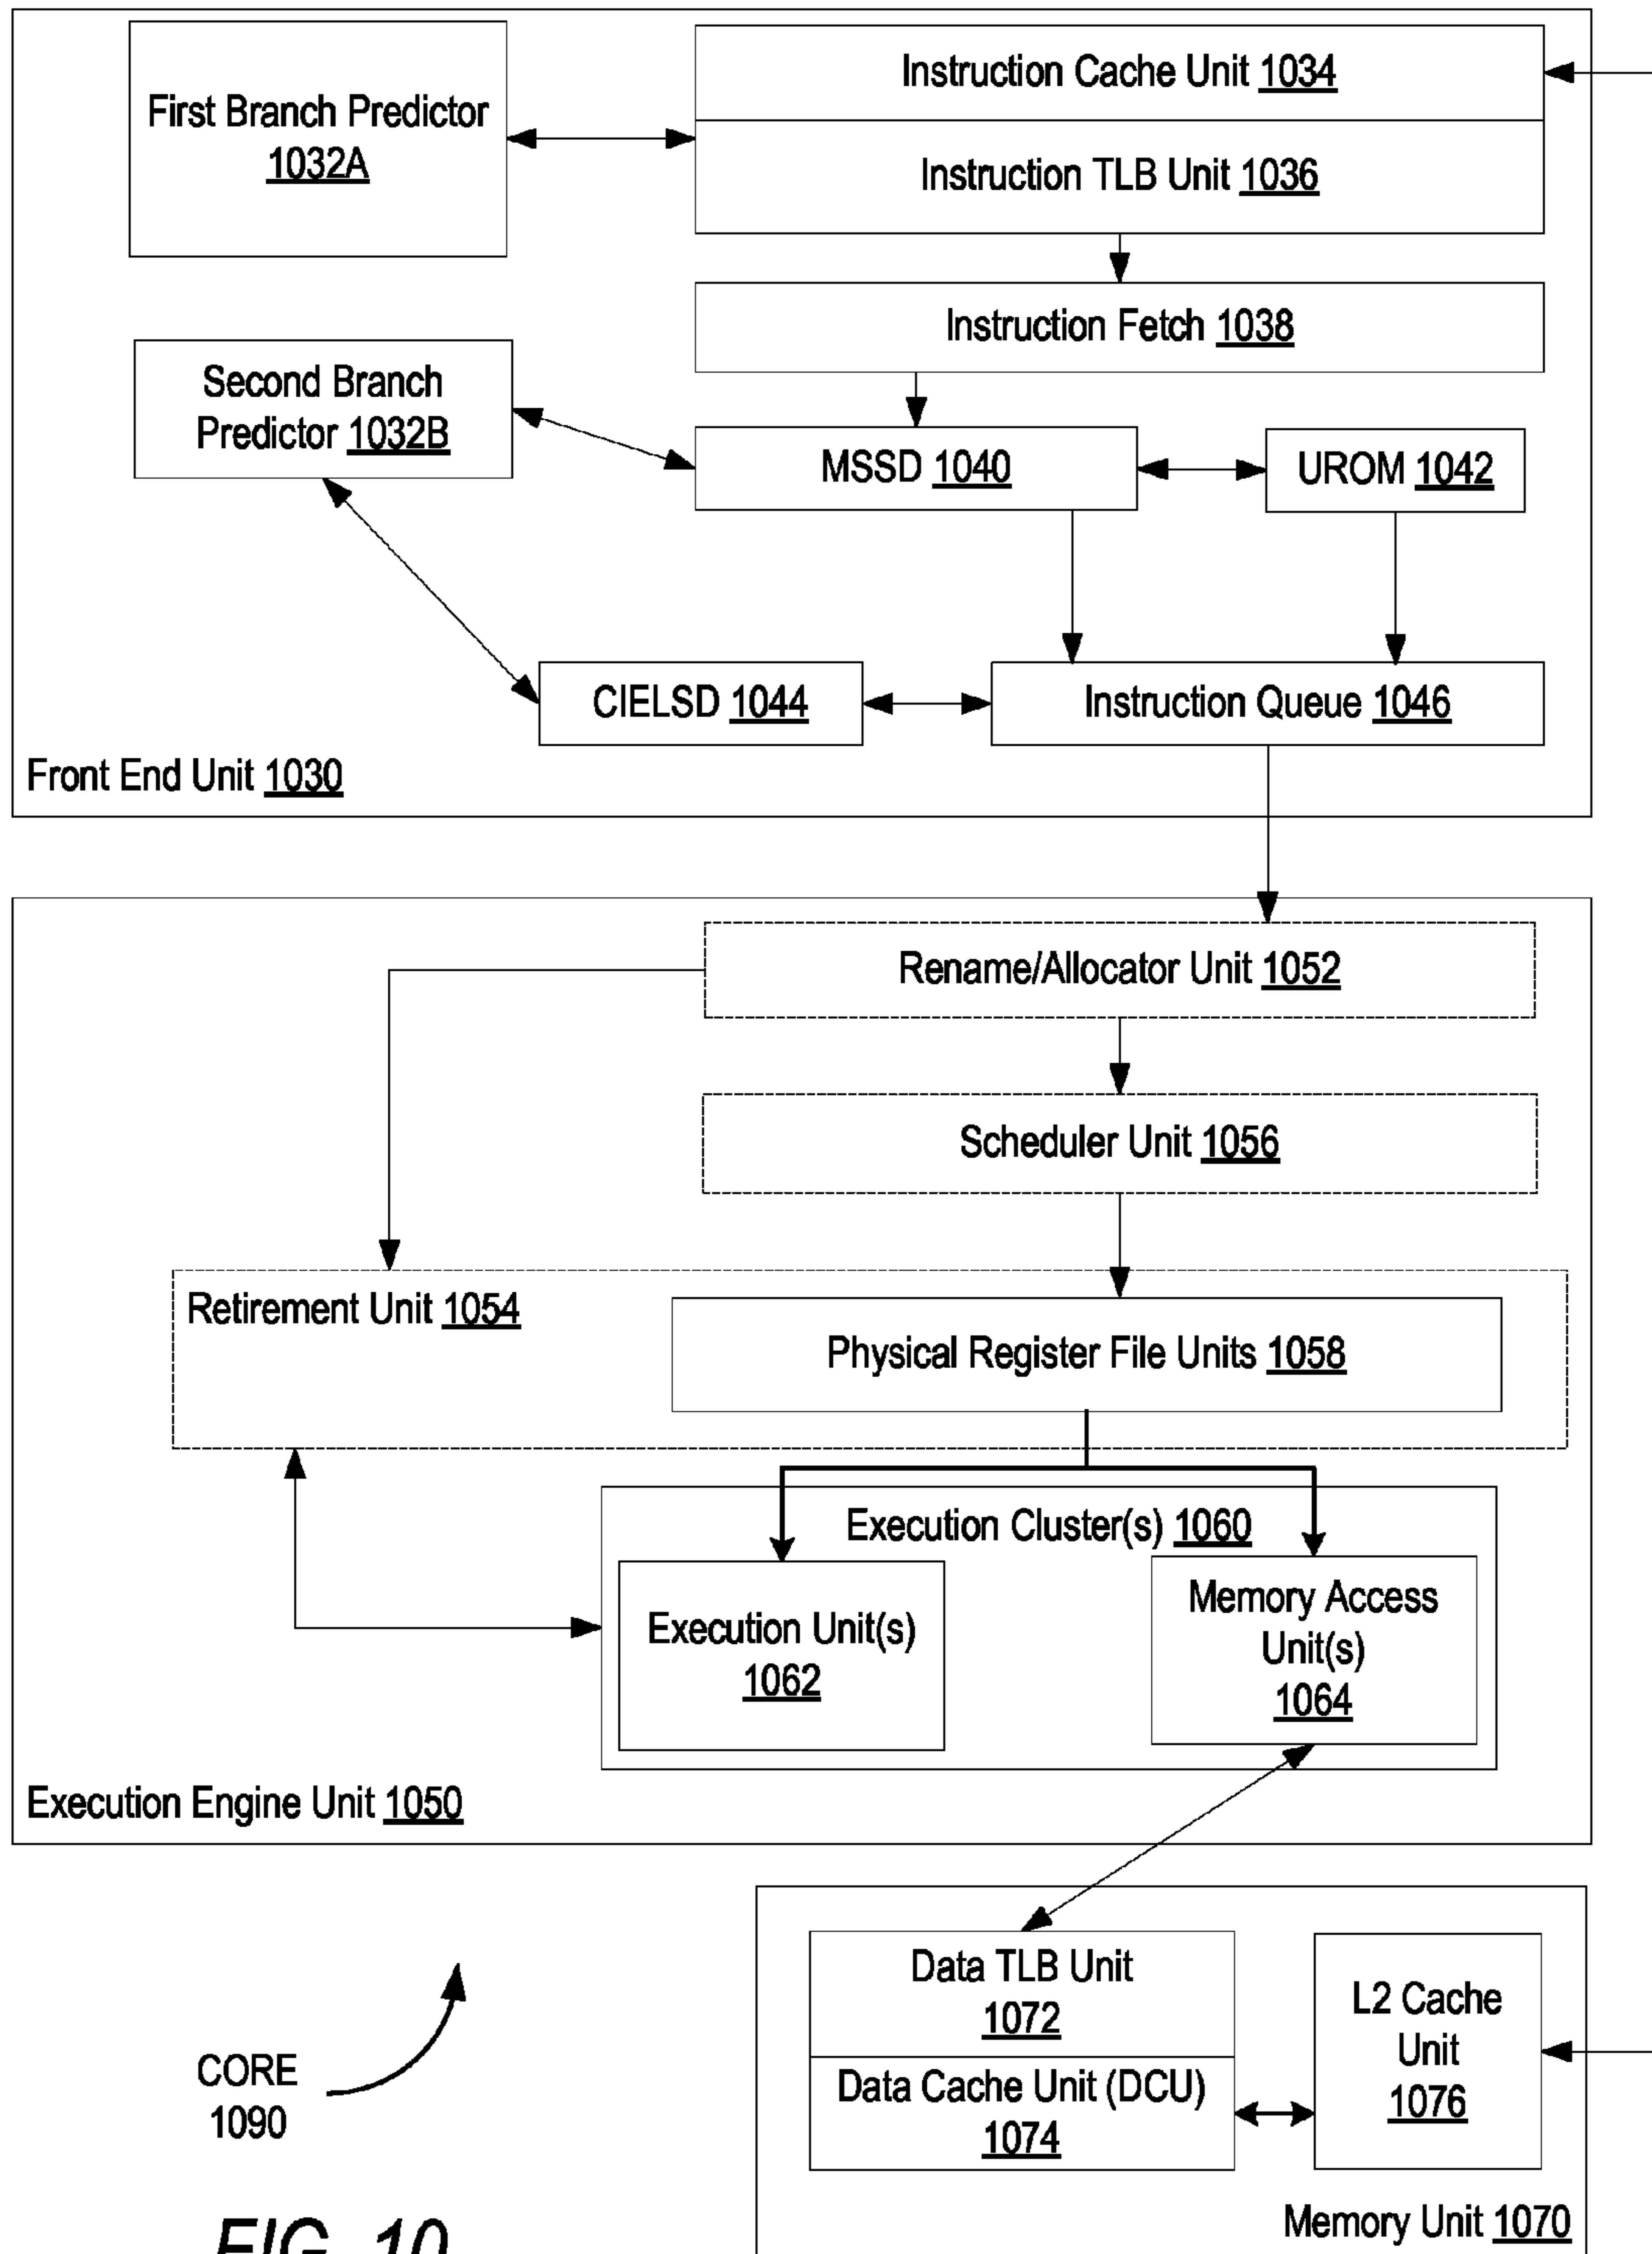 First Branch Predictor
1032A
Instruction Cache Unit 1034
Instruction TLB Unit 1036
Instruction Fetch 1038
Second Branch
Predictor 1032B
MSSD 1040
UROM 1042
CIELSD 1044
Instruction Queue 1046
Front End Unit 1030
Rename/Allocator Unit 1052
Scheduler Unit 1056
Retirement Unit 1054
Physical Register File Units 1058
Execution Cluster(s) 1060
Execution Unit(s)
1062
Memory Access
Unit(s)
1064
Execution Engine Unit 1050
Data TLB Unit
1072
Data Cache Unit (DCU)
1074
L2 Cache
Unit
1076
Memory Unit 1070
CORE
1090
FIG. 10